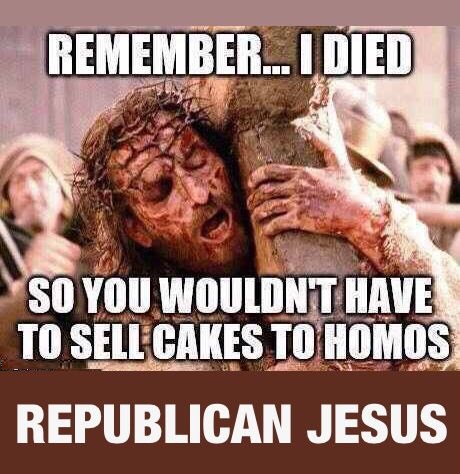 REMEMBER... I DIED
SO YOU WOULDN'T HAVE
TO SELL CAKES TO HOMOS
REPUBLICAN JESUS